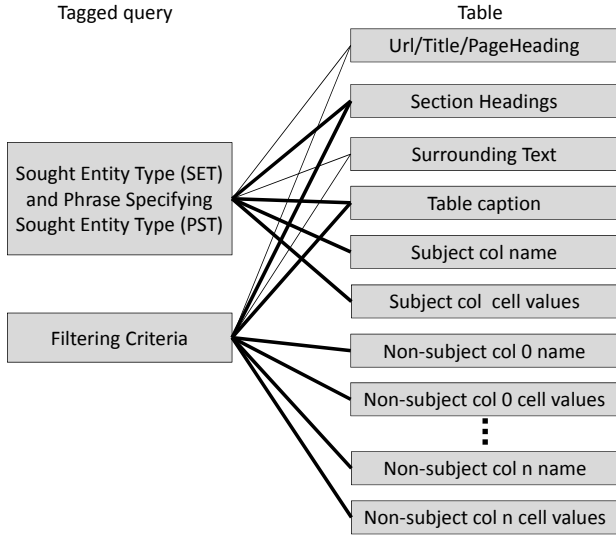 Tagged query
Table
Url/Title/PageHeading
Section Headings
Surrounding Text
Table caption
Subject col name
Subject col cell values
Non-subject col 0 name
Non-subject col 0 cell values
Non-subject col n name
Non-subject col n cell values
Sought Entity Type (SET)
and Phrase Specifying
Sought Entity Type (PST)
Filtering Criteria